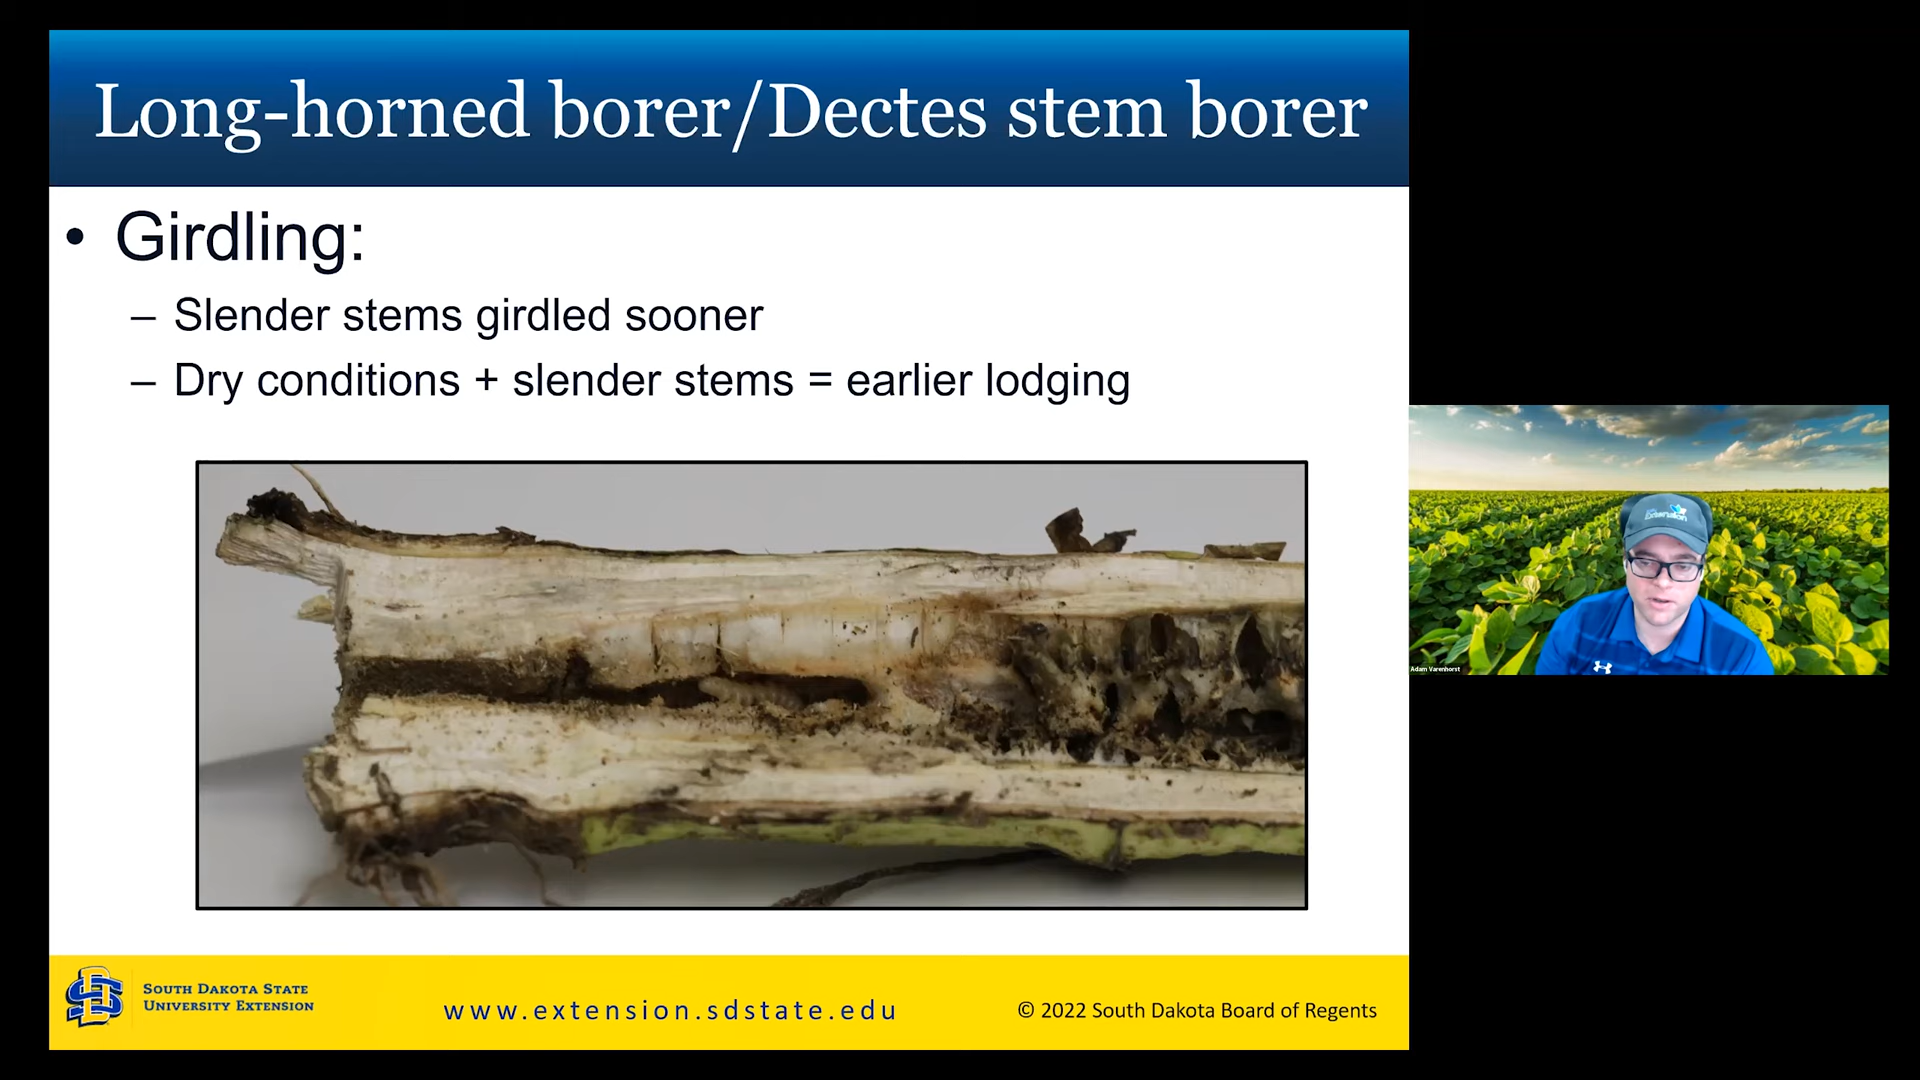 Long-horned borer/Dectes stem borer
• Girdling:
– Slender stems girdled sooner
– Dry conditions + slender stems = earlier lodging
Extension
Adam Varenhorst
SOUTH DAKOTA STATE
UNIVERSITY EXTENSION
www.extension.sdstate.edu
© 2022 South Dakota Board of Regents